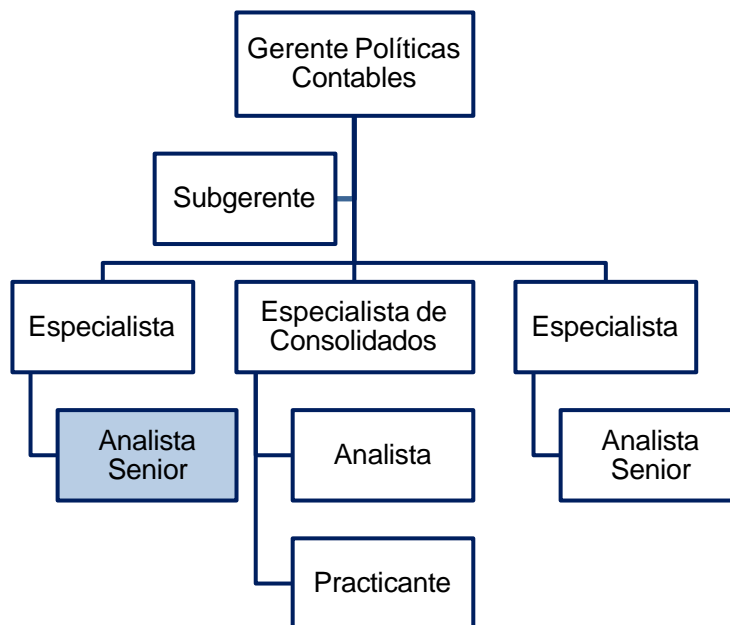 Gerente Políticas
Contables
Subgerente
Especialista
Especialista de
Consolidados
Especialista
Analista
Senior
Analista
Analista
Senior
Practicante